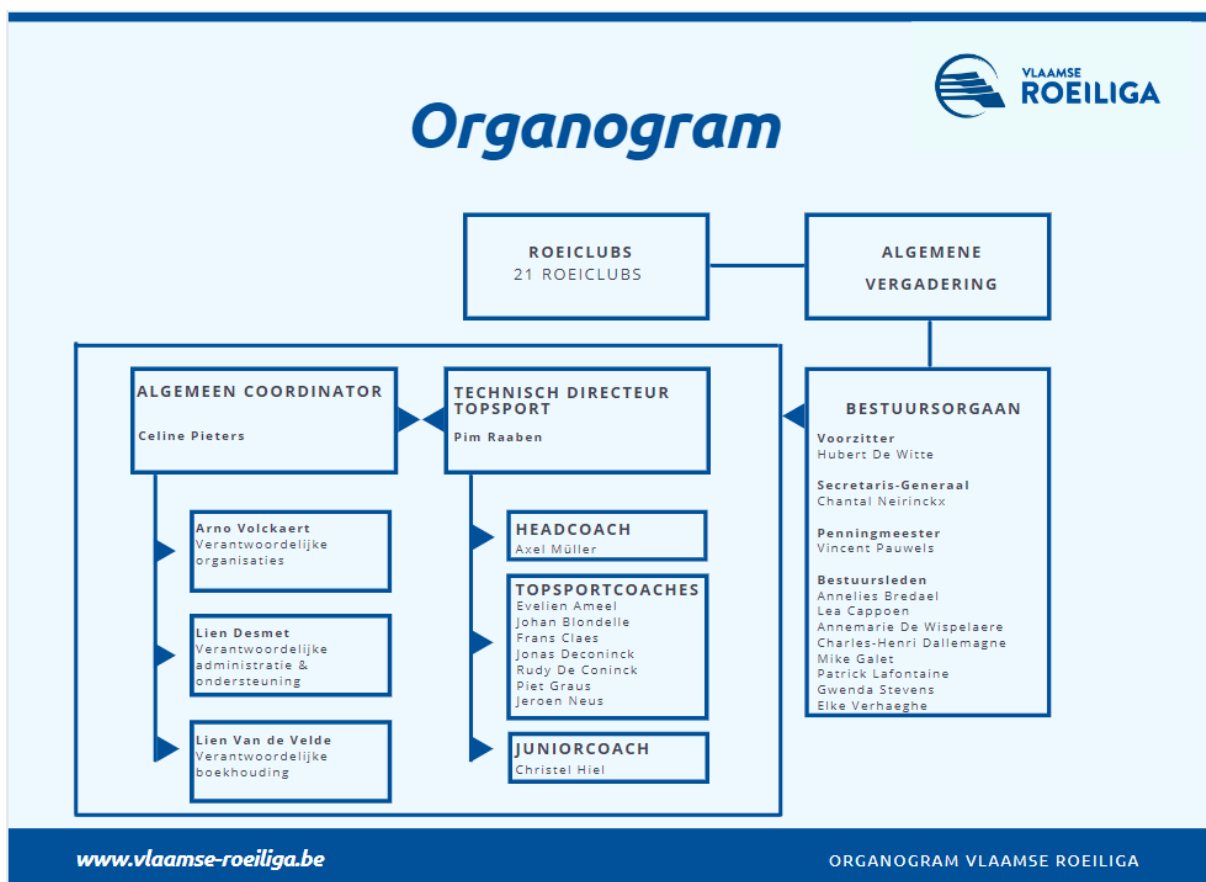 VLAAMSE
ROEILIGA
Organogram
ROEICLUBS
21 ROEICLUBS
ALGEMENE
VERGADERING
ALGEMEEN COORDINATOR
Celine Pieters
TECHNISCH DIRECTEUR
TOPSPORT
Pim Raaben
BESTUURSORGAAN
Voorzitter
Hubert De Witte
Secretaris-Generaal
Chantal Neirinckx
Penningmeester
Vincent Pauwels
Bestuursleden
Annelies Bredael
Lea Cappoen
Annemarie De Wispelaere
Charles-Henri Dallemagne
Mike Galet
Patrick Lafontaine
Gwenda Stevens
Elke Verhaeghe
Arno Volckaert
Verantwoordelijke
organisaties
Lien Desmet
Verantwoordelijke
administratie &
ondersteuning
Lien Van de Velde
Verantwoordelijke
boekhouding
HEADCOACH
Axel Müller
TOPSPORTCOACHES
Evelien Ameel
Johan Blondelle
Frans Claes
Jonas Deconinck
Rudy De Coninck
Piet Graus
Jeroen Neus
JUNIORCOACH
Christel Hiel
www.vlaamse-roeiliga.be
ORGANOGRAM VLAAMSE ROEILIGA